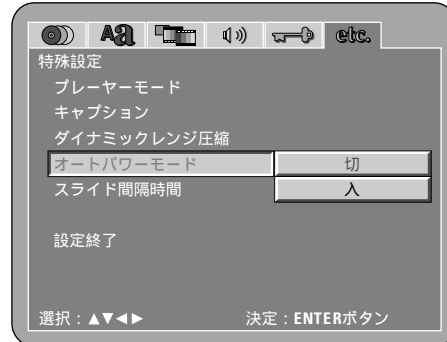 Aa etc.
特殊設定
プレーヤーモード
キャプション
ダイナミックレンジ圧縮
オートパワーモード 切
スライド間隔時間 入
設定終了
選択：▲▼◀▶ 決定：ENTERボタン